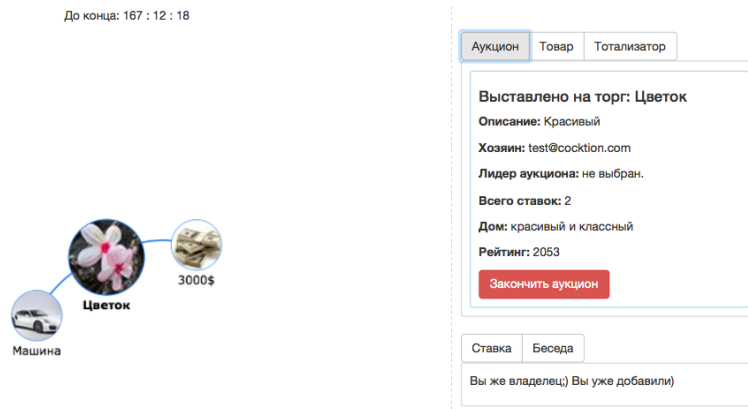 До конца: 167 : 12 : 18
3000$
Цветок
Машина
Аукцион Товар Тотализатор
Выставлено на торг: Цветок
Описание: Красивый
Хозяин: test@cocktion.com
Лидер аукциона: не выбран.
Всего ставок: 2
Дом: красивый и классный
Рейтинг: 2053
Закончить аукцион
Ставка Беседа
Вы же владелец;) Вы уже добавили)